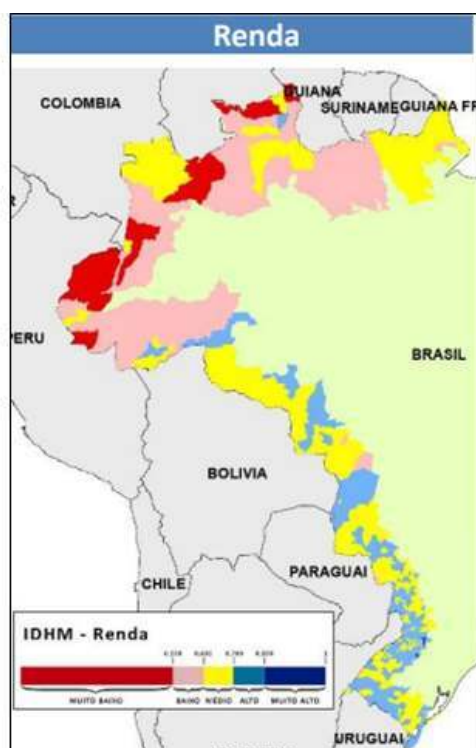 Renda
COLOMBIA
GUIANA
SURINAME
GUIANA FR
PERU
BRASIL
BOLIVIA
PARAGUAI
CHILE
IDHM - Renda
1
MUITO BAIXO
BAIXO
MÉDIO
ALTO
MUITO ALTO
URUGUAI